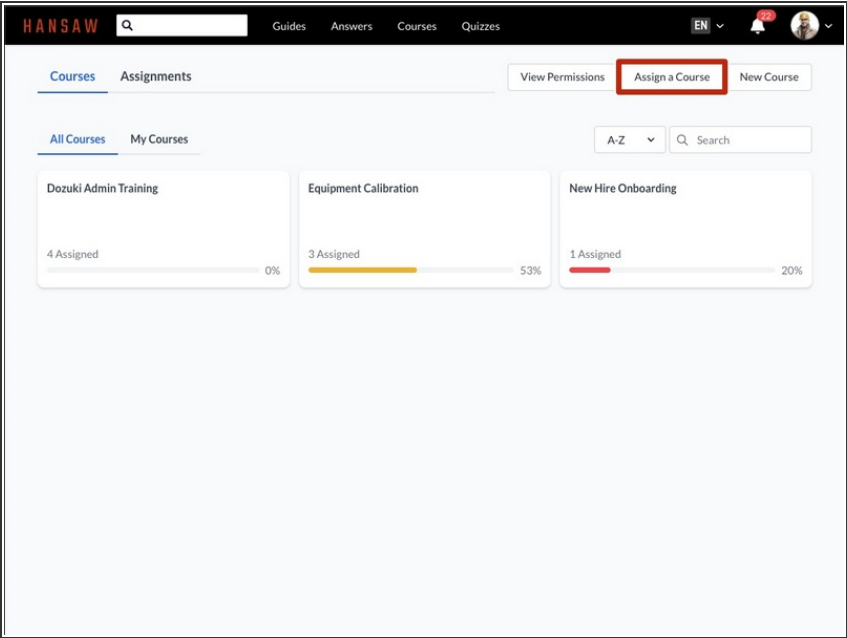 HANSAW Guides Answers Courses Quizzes EN 22
Courses Assignments View Permissions Assign a Course New Course
All Courses My Courses A-Z Search
Dozuki Admin Training Equipment Calibration New Hire Onboarding
4 Assigned 3 Assigned 1 Assigned
0% 53% 20%